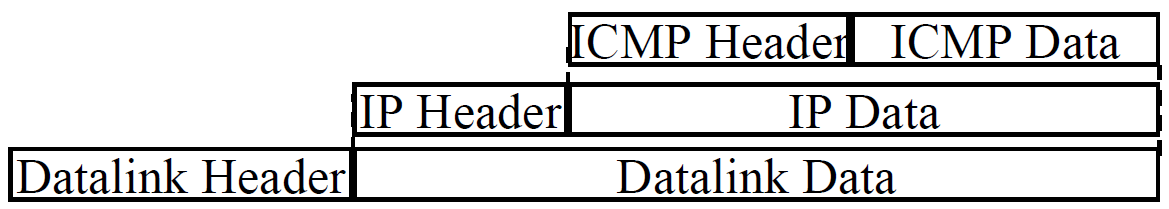 ICMP Header ICMP Data
IP Header IP Data
Datalink Header Datalink Data